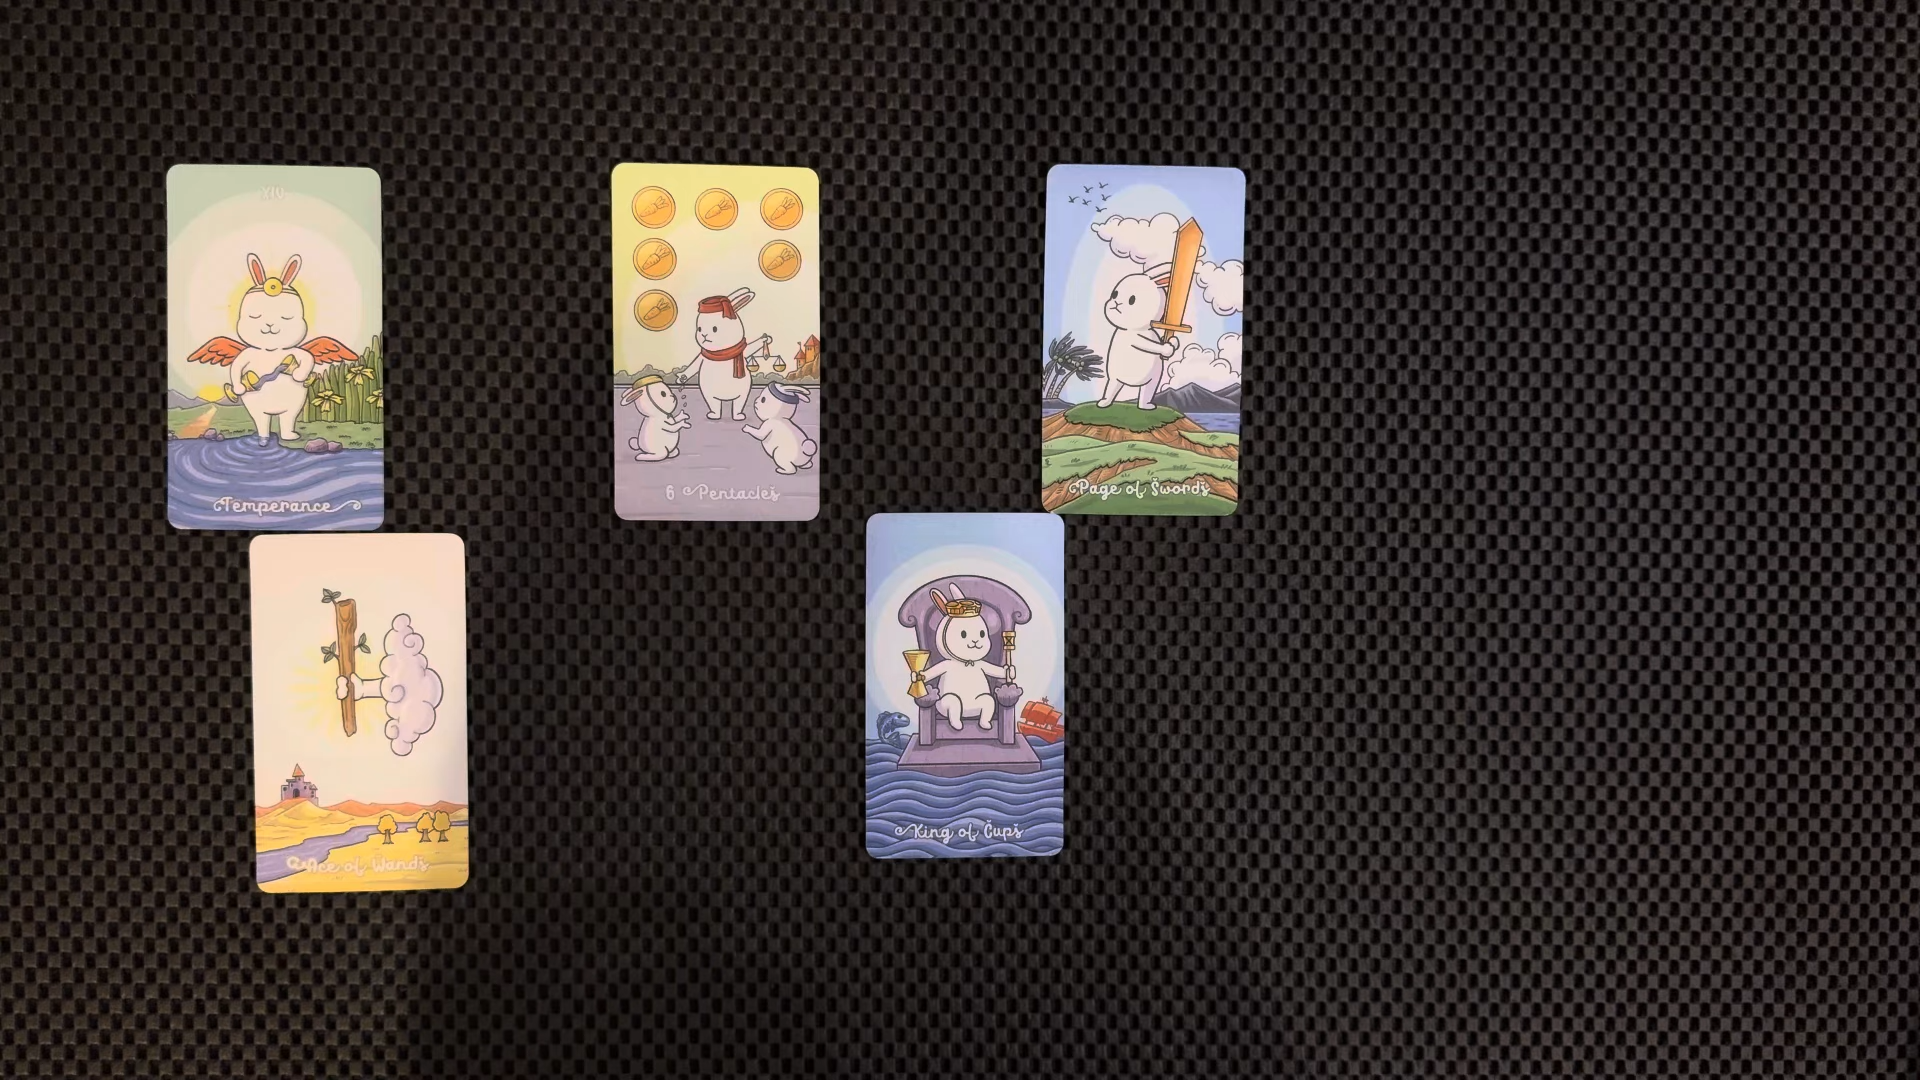 XIV
Temperance
6 Pentacles
Page of Swords
Ace of Wands
King of Cups